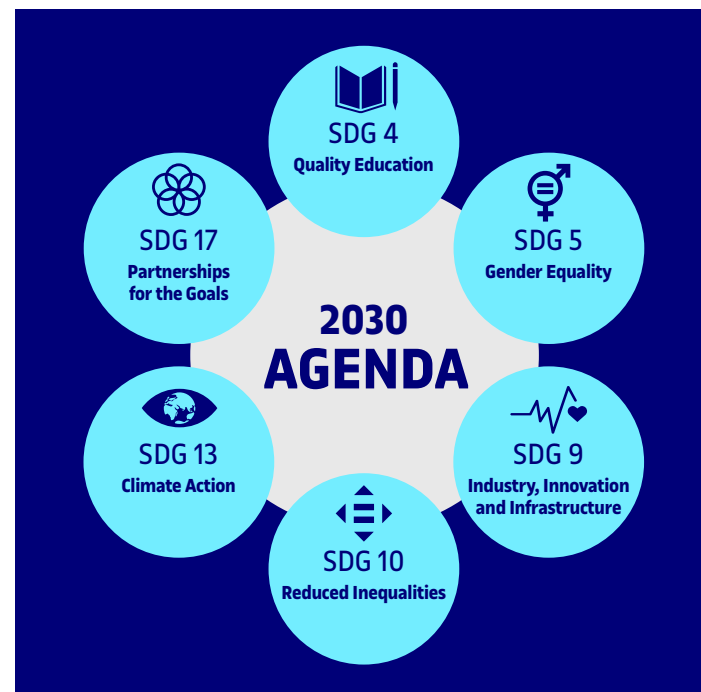 SDG 4
Quality Education
SDG 5
Gender Equality
SDG 17
Partnerships
for the Goals
2030
AGENDA
SDG 13
Climate Action
SDG 9
Industry, Innovation
and Infrastructure
SDG 10
Reduced Inequalities